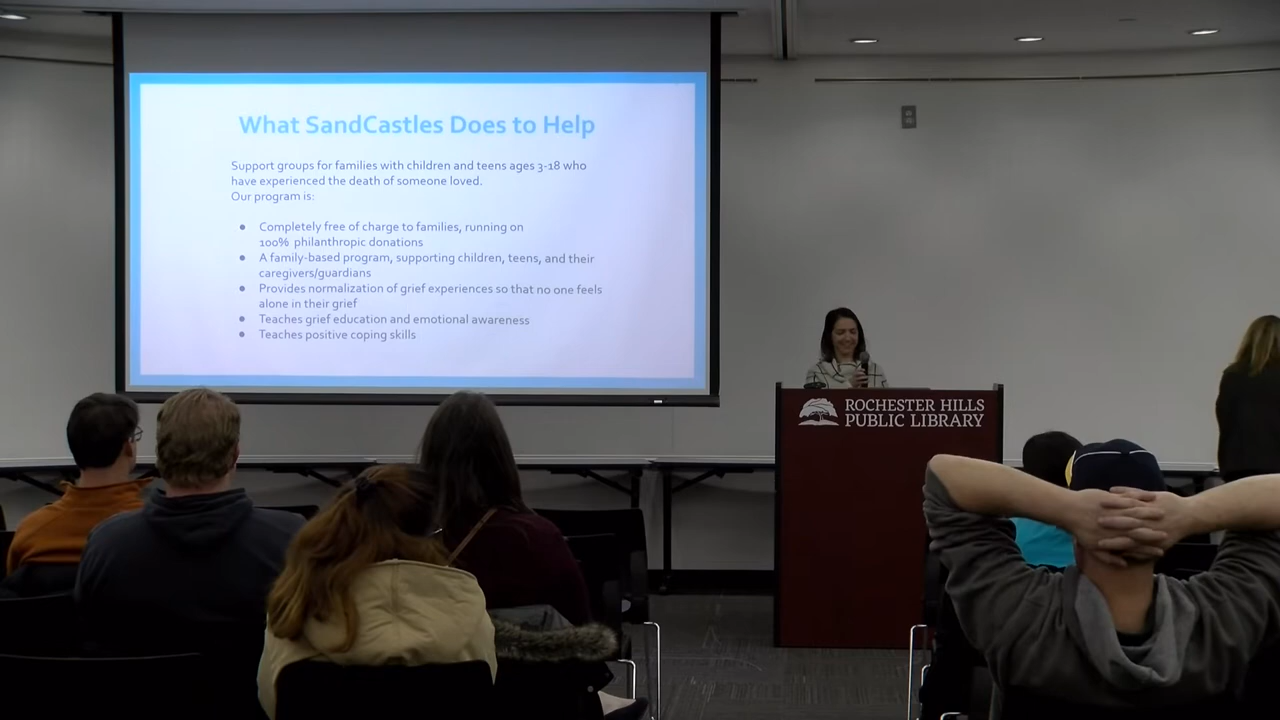 What SandCastles Does to Help
Support groups for families with children and teens ages 3-18 who
have experienced the death of someone loved.
Our program is:
● Completely free of charge to families, running on
100% philanthropic donations
● A family-based program, supporting children, teens, and their
caregivers/guardians
● Provides normalization of grief experiences so that no one feels
alone in their grief
● Teaches grief education and emotional awareness
● Teaches positive coping skills
ROCHESTER HILLS
PUBLIC LIBRARY